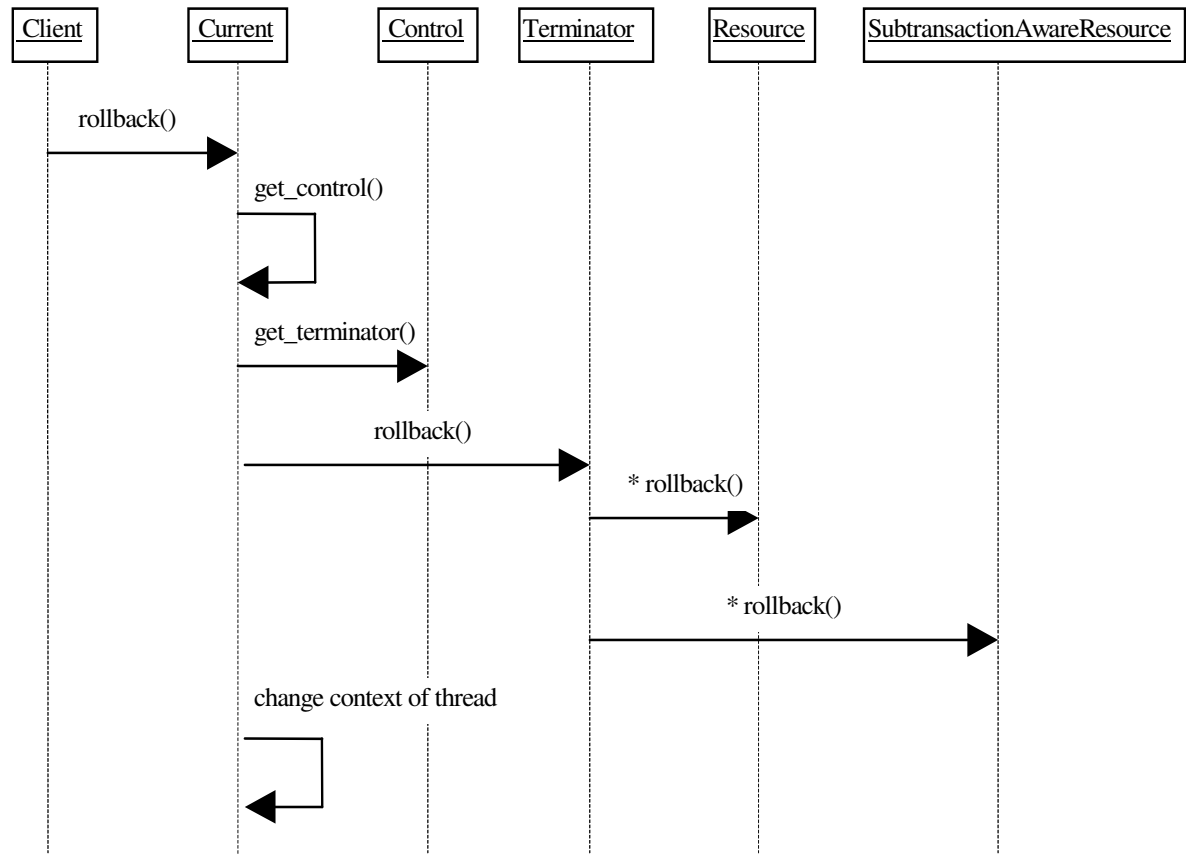 Client Current Control Terminator Resource SubtransactionAwareResource
rollback()
get_control()
get_terminator()
rollback()
* rollback()
* rollback()
change context of thread